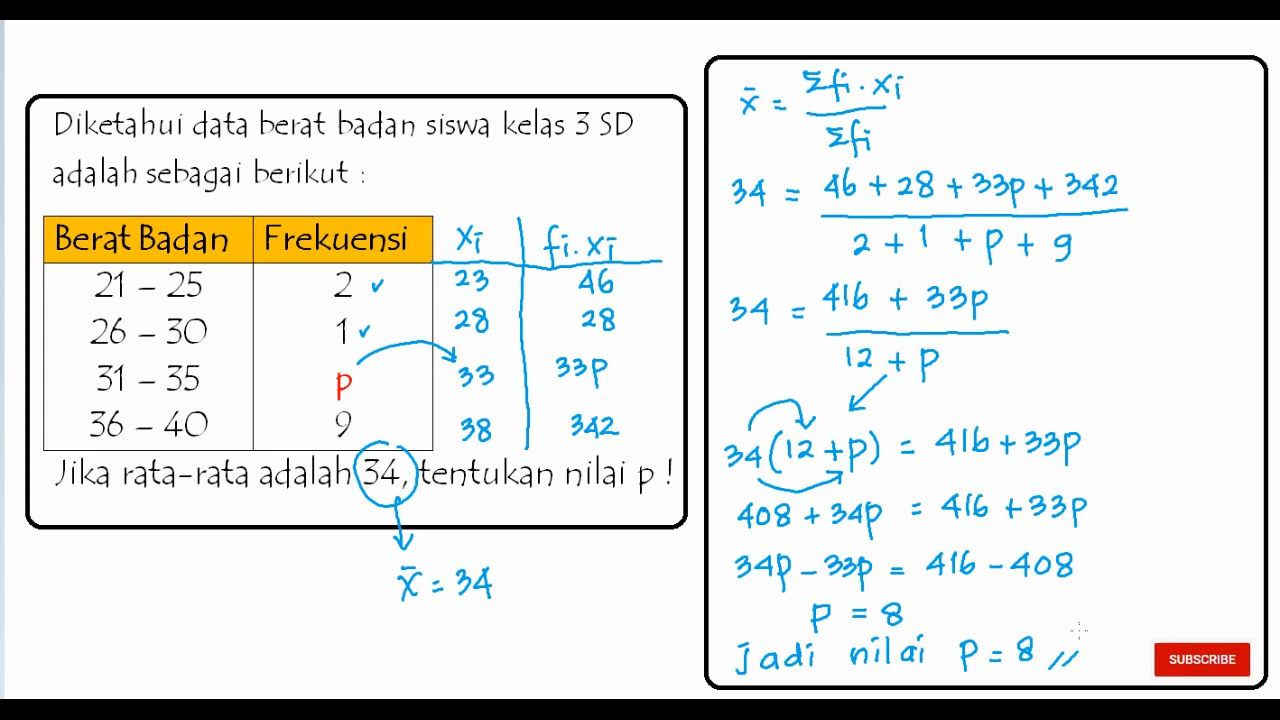 Diketahui data berat badan siswa kelas 3 SD
adalah sebagai berikut :
Berat Badan Frekuensi xi fi. xi
21 – 25 2 23 46
26 – 30 1 28 28
31 – 35 p 33 33p
36 – 40 9 38 342
Jika rata-rata adalah 34, tentukan nilai p !
x̄ = 34
x̄ = Σfi . xi
Σfi
34 = 46 + 28 + 33p + 342
2 + 1 + p + 9
34 = 416 + 33p
12 + p
34(12 + p) = 416 + 33p
408 + 34p = 416 + 33p
34p – 33p = 416 – 408
p = 8
Jadi nilai p = 8 //
SUBSCRIBE